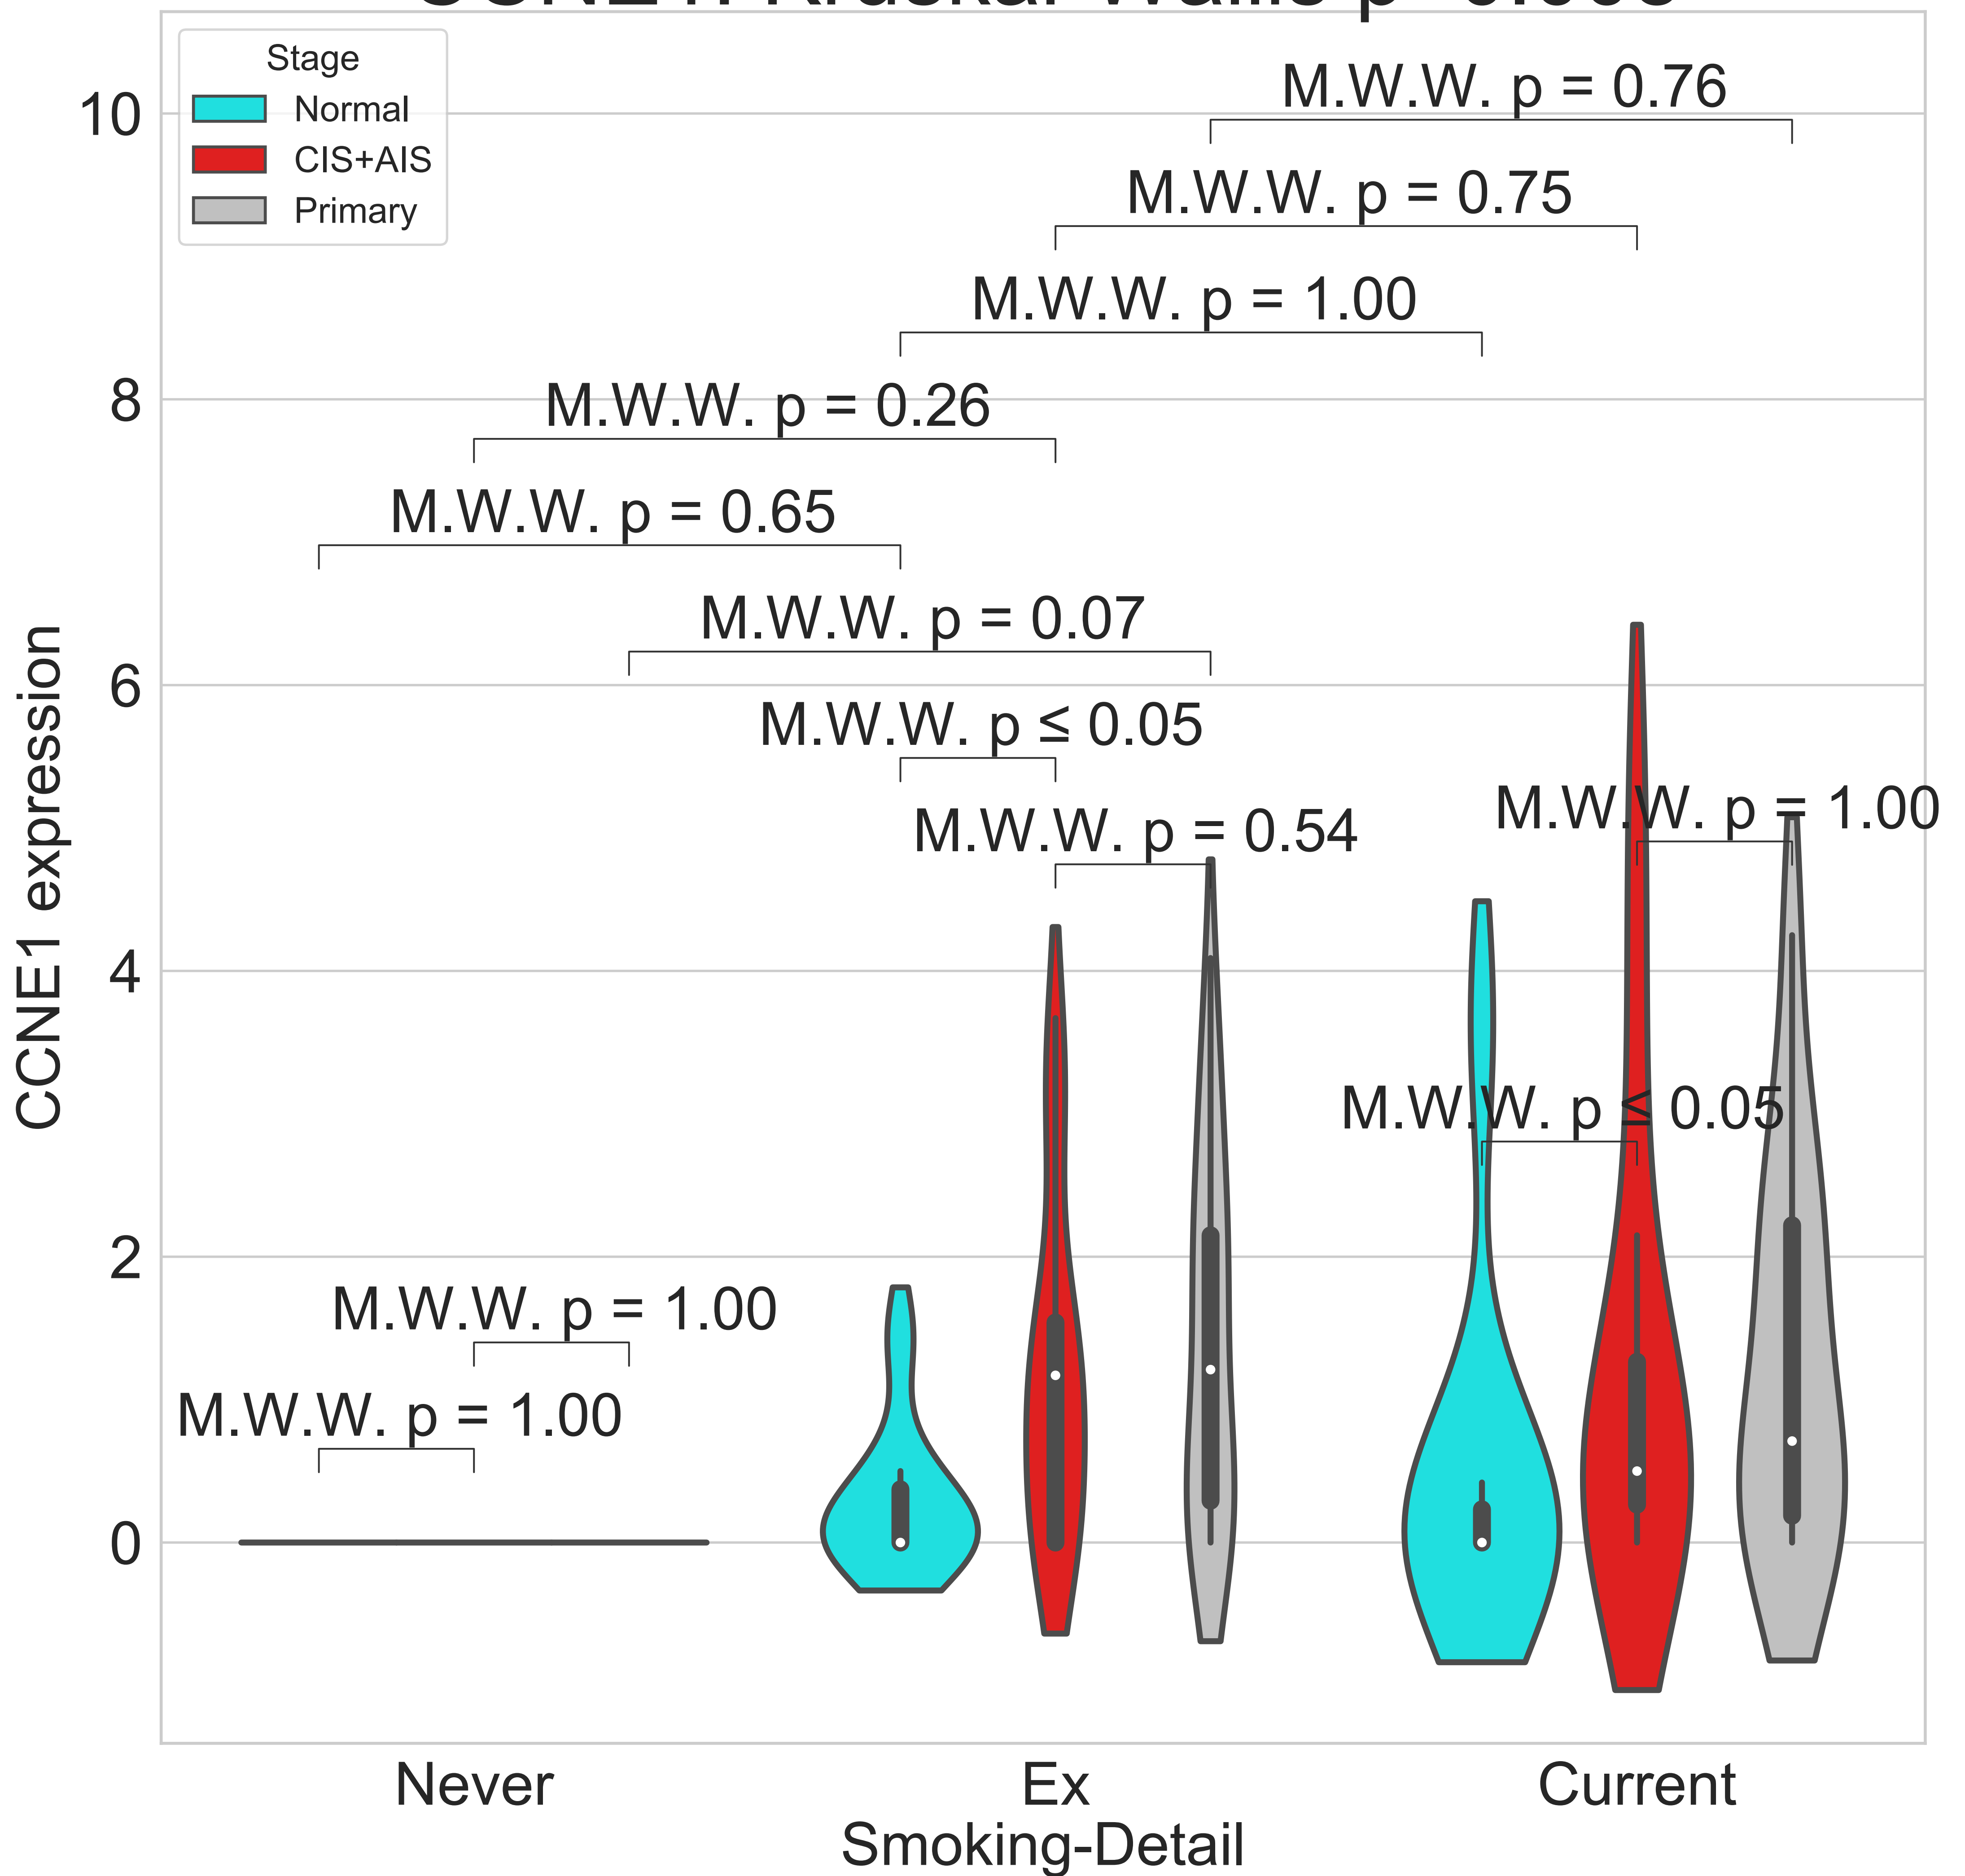 Stage
Normal
CIS+AIS
Primary
M.W.W. p = 0.76
M.W.W. p = 0.75
M.W.W. p = 1.00
M.W.W. p = 0.26
M.W.W. p = 0.65
M.W.W. p = 0.07
M.W.W. p ≤ 0.05
M.W.W. p = 0.54
M.W.W. p = 1.00
M.W.W. p ≤ 0.05
M.W.W. p = 1.00
M.W.W. p = 1.00
10
8
6
4
2
0
CCNE1 expression
Never
Ex
Current
Smoking-Detail